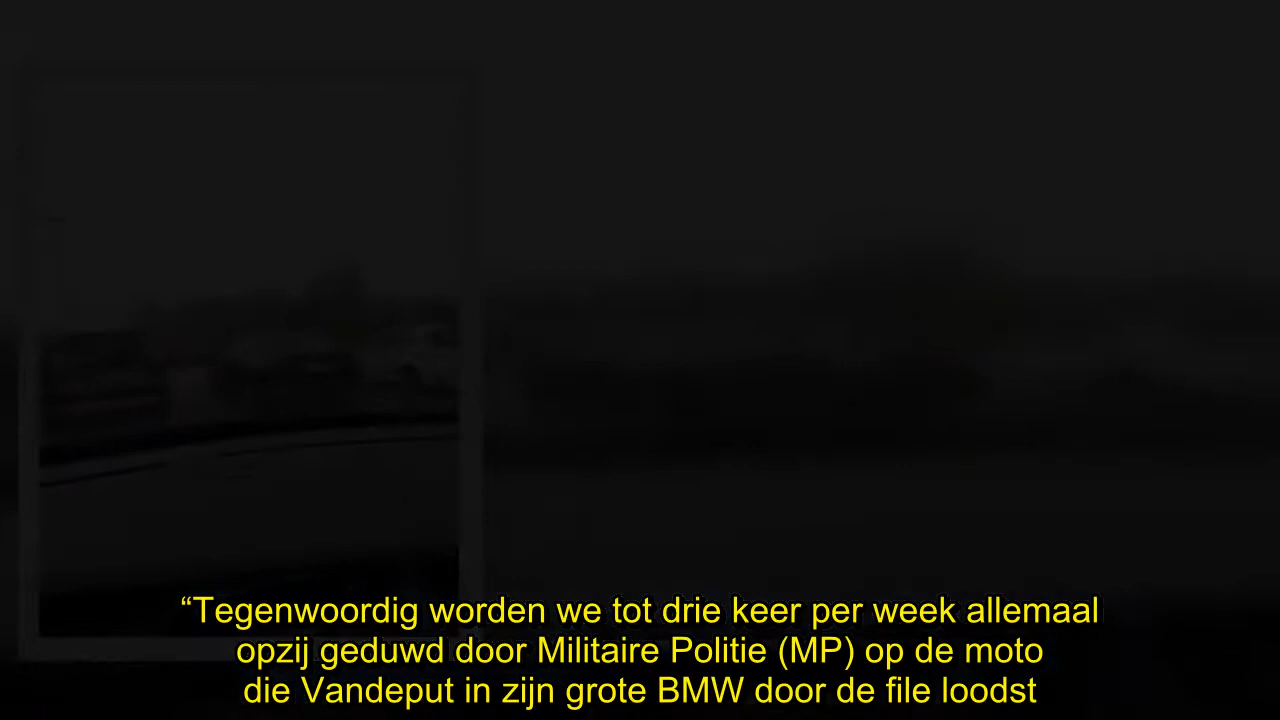 “Tegenwoordig worden we tot drie keer per week allemaal
opzij geduwd door Militaire Politie (MP) op de moto
die Vandeput in zijn grote BMW door de file loodst